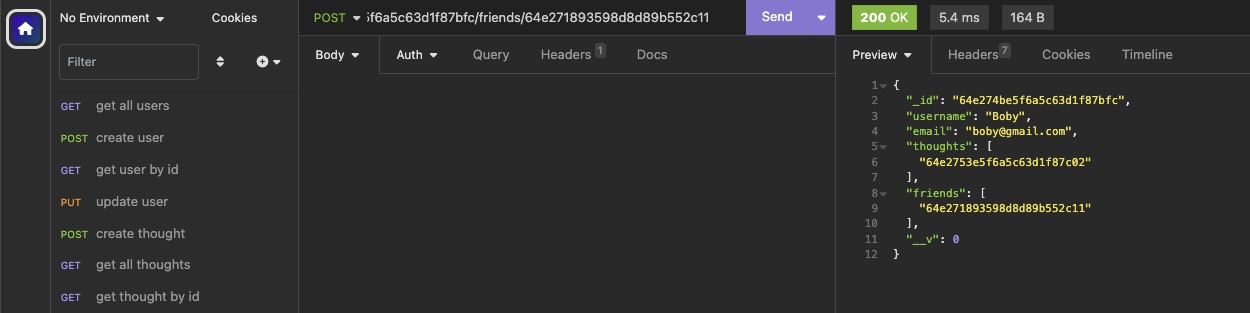 No Environment Cookies
Filter
GET get all users
POST create user
GET get user by id
PUT update user
POST create thought
GET get all thoughts
GET get thought by id
POST 5f6a5c63d1f87bfc/friends/64e271893598d8d89b552c11 Send
Body Auth Query Headers 1 Docs
200 OK 5.4 ms 164 B
Preview Headers 7 Cookies Timeline
1 {
2 "_id": "64e274be5f6a5c63d1f87bfc",
3 "username": "Boby",
4 "email": "boby@gmail.com",
5 "thoughts": [
6 "64e2753e5f6a5c63d1f87c02"
7 ],
8 "friends": [
9 "64e271893598d8d89b552c11"
10 ],
11 "__v": 0
12 }